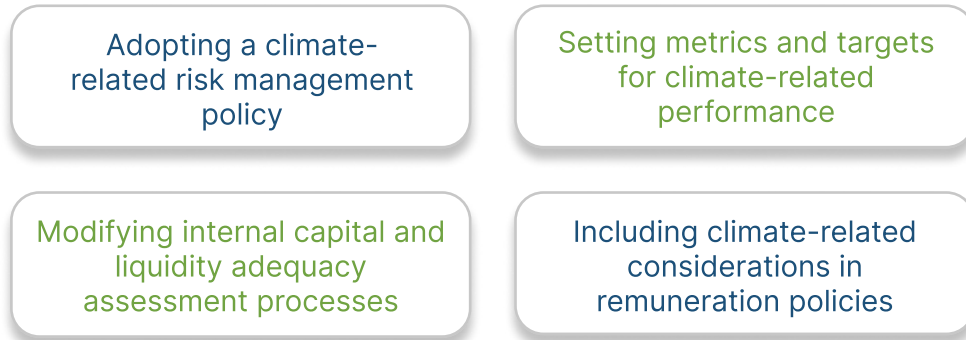 Adopting a climate-
related risk management
policy
Setting metrics and targets
for climate-related
performance
Modifying internal capital and
liquidity adequacy
assessment processes
Including climate-related
considerations in
remuneration policies